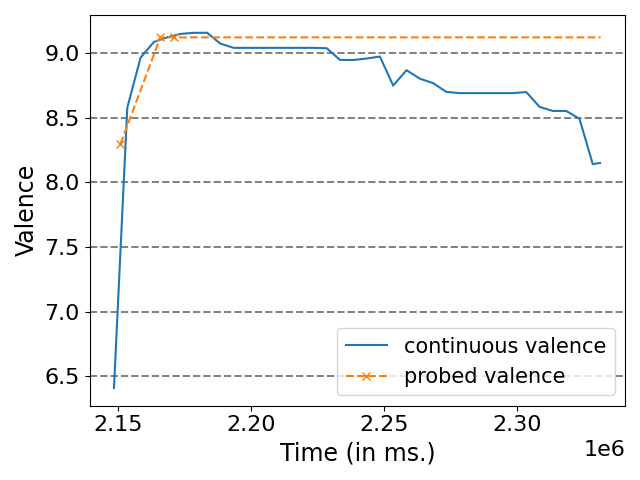 9.0
8.5
8.0
7.5
7.0
6.5
Valence
continuous valence
probed valence
2.15 2.20 2.25 2.30
Time (in ms.)
1e6